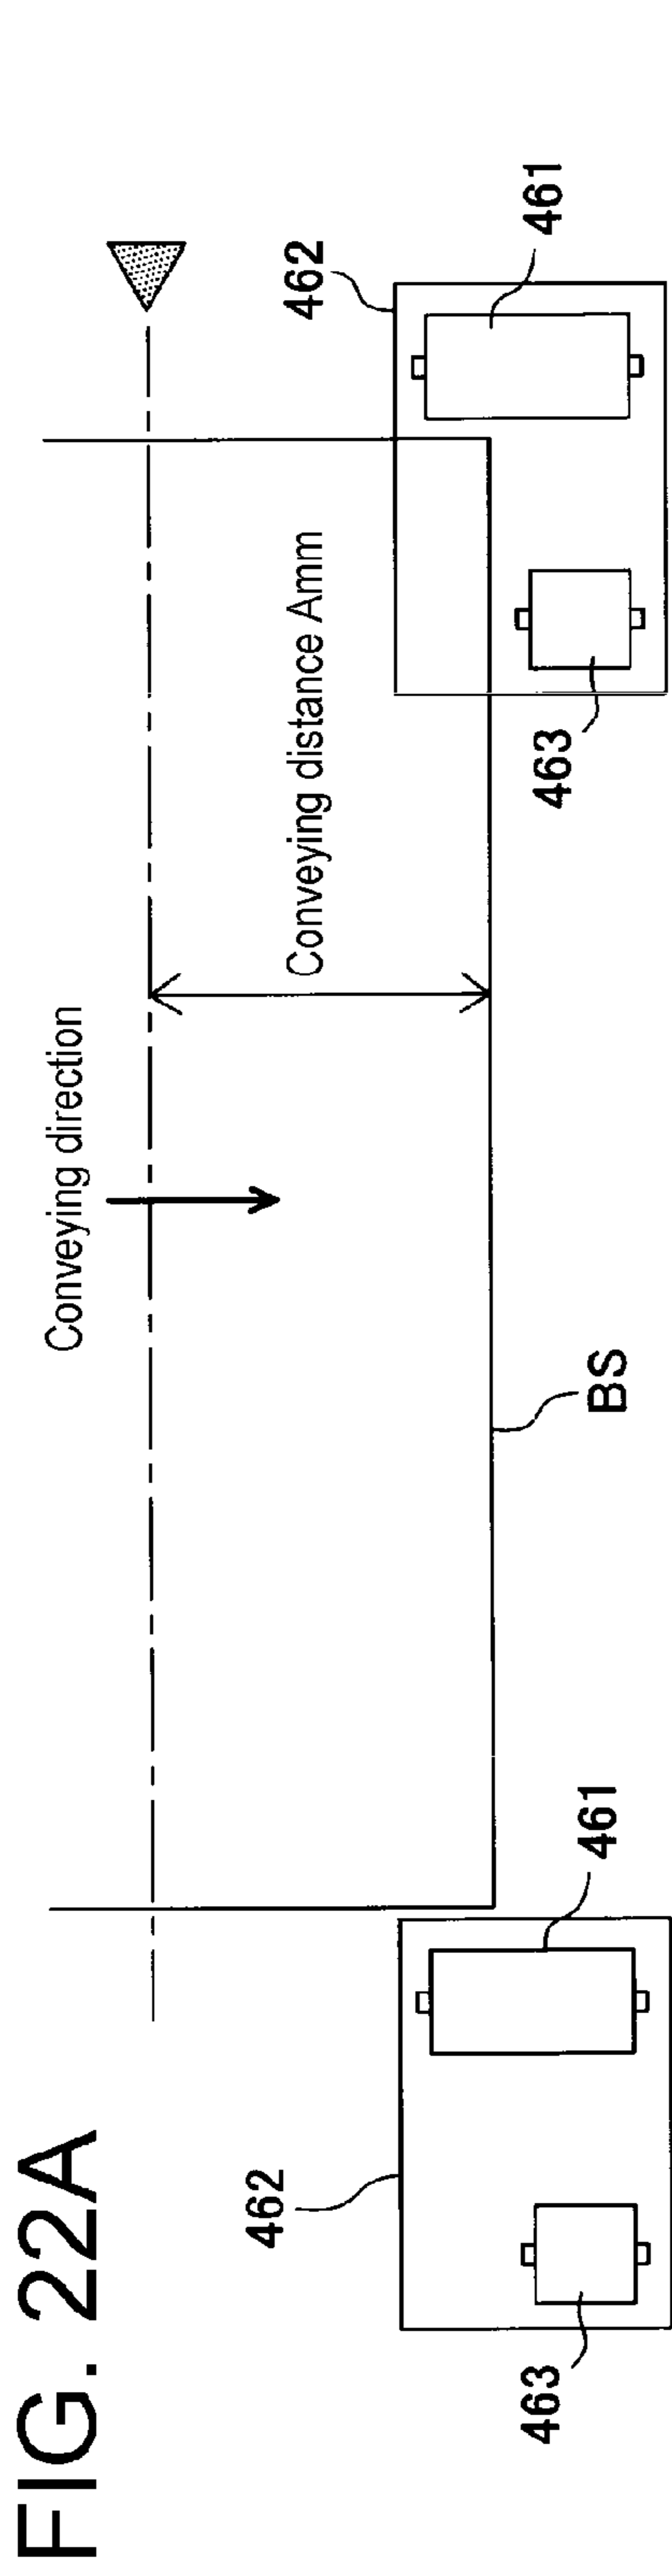 FIG. 22A
Conveying direction
Conveying distance Amm
462
461
463
BS
462
461
463